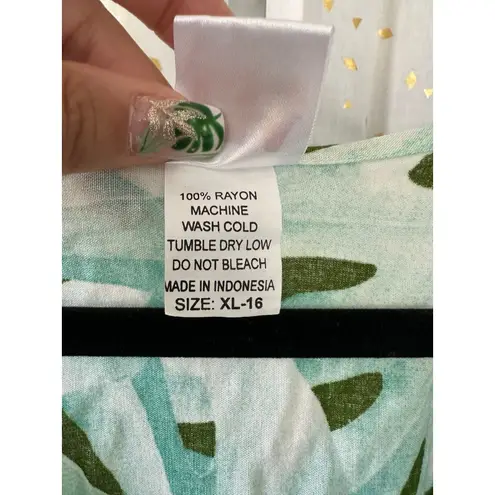 100% RAYON
MACHINE
WASH COLD
TUMBLE DRY LOW
DO NOT BLEACH
MADE IN INDONESIA
SIZE: XL-16